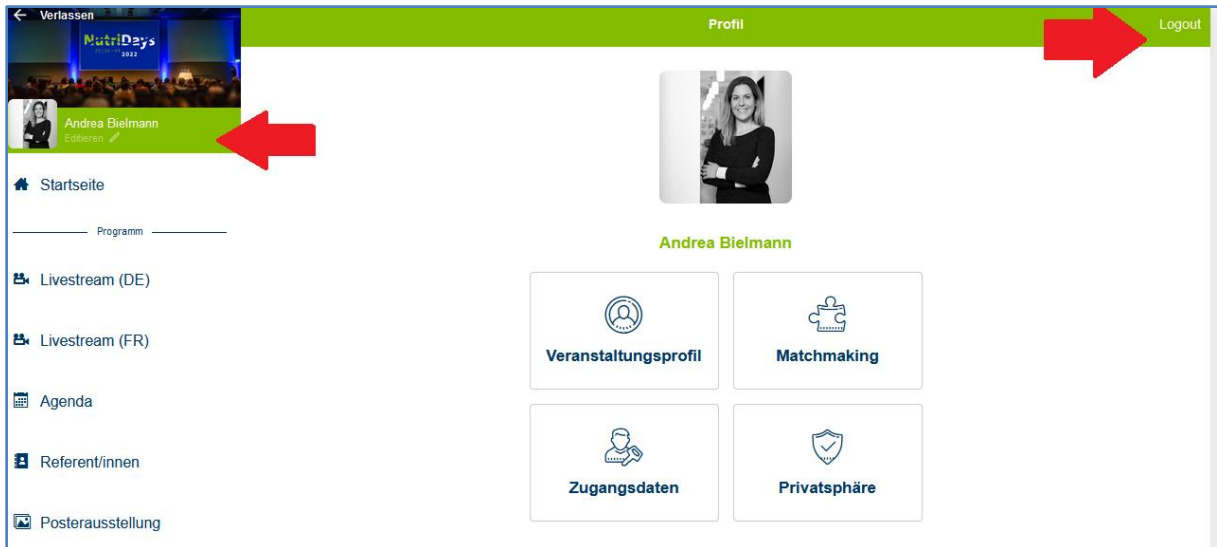 Verlassen
NutriDays
2022
Andrea Bielmann
Editieren
Startseite
Programm
Livestream (DE)
Livestream (FR)
Agenda
Referent/innen
Posterausstellung
Profil
Logout
Andrea Bielmann
Veranstaltungsprofil
Matchmaking
Zugangsdaten
Privatsphäre